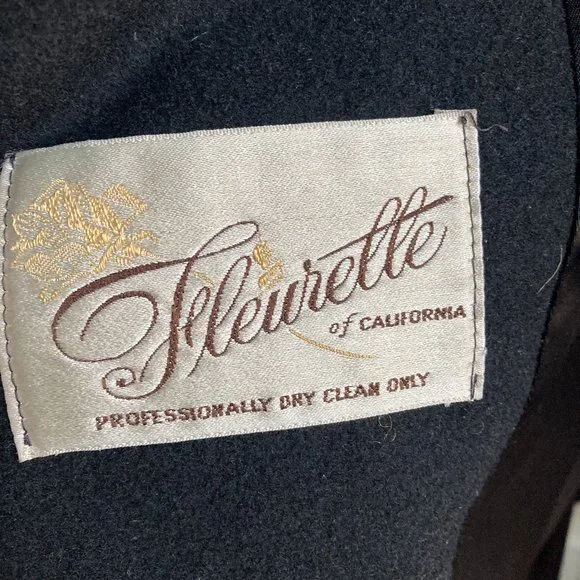 Fleurette
of CALIFORNIA
PROFESSIONALLY DRY CLEAN ONLY